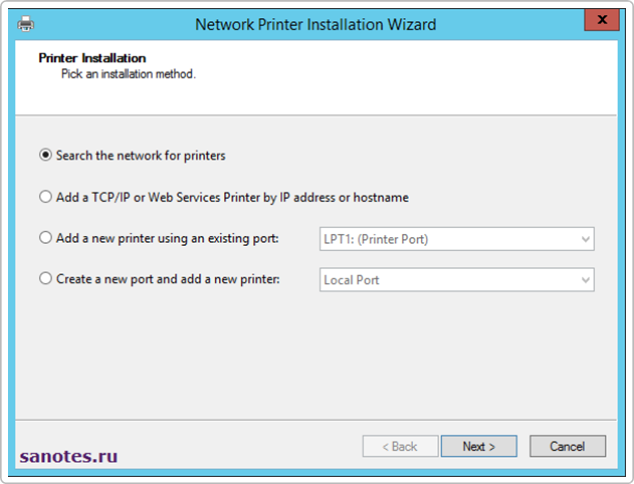 Network Printer Installation Wizard
x
Printer Installation
Pick an installation method.
Search the network for printers
Add a TCP/IP or Web Services Printer by IP address or hostname
Add a new printer using an existing port:
LPT1: (Printer Port)
Create a new port and add a new printer:
Local Port
< Back
Next >
Cancel
sanotes.ru